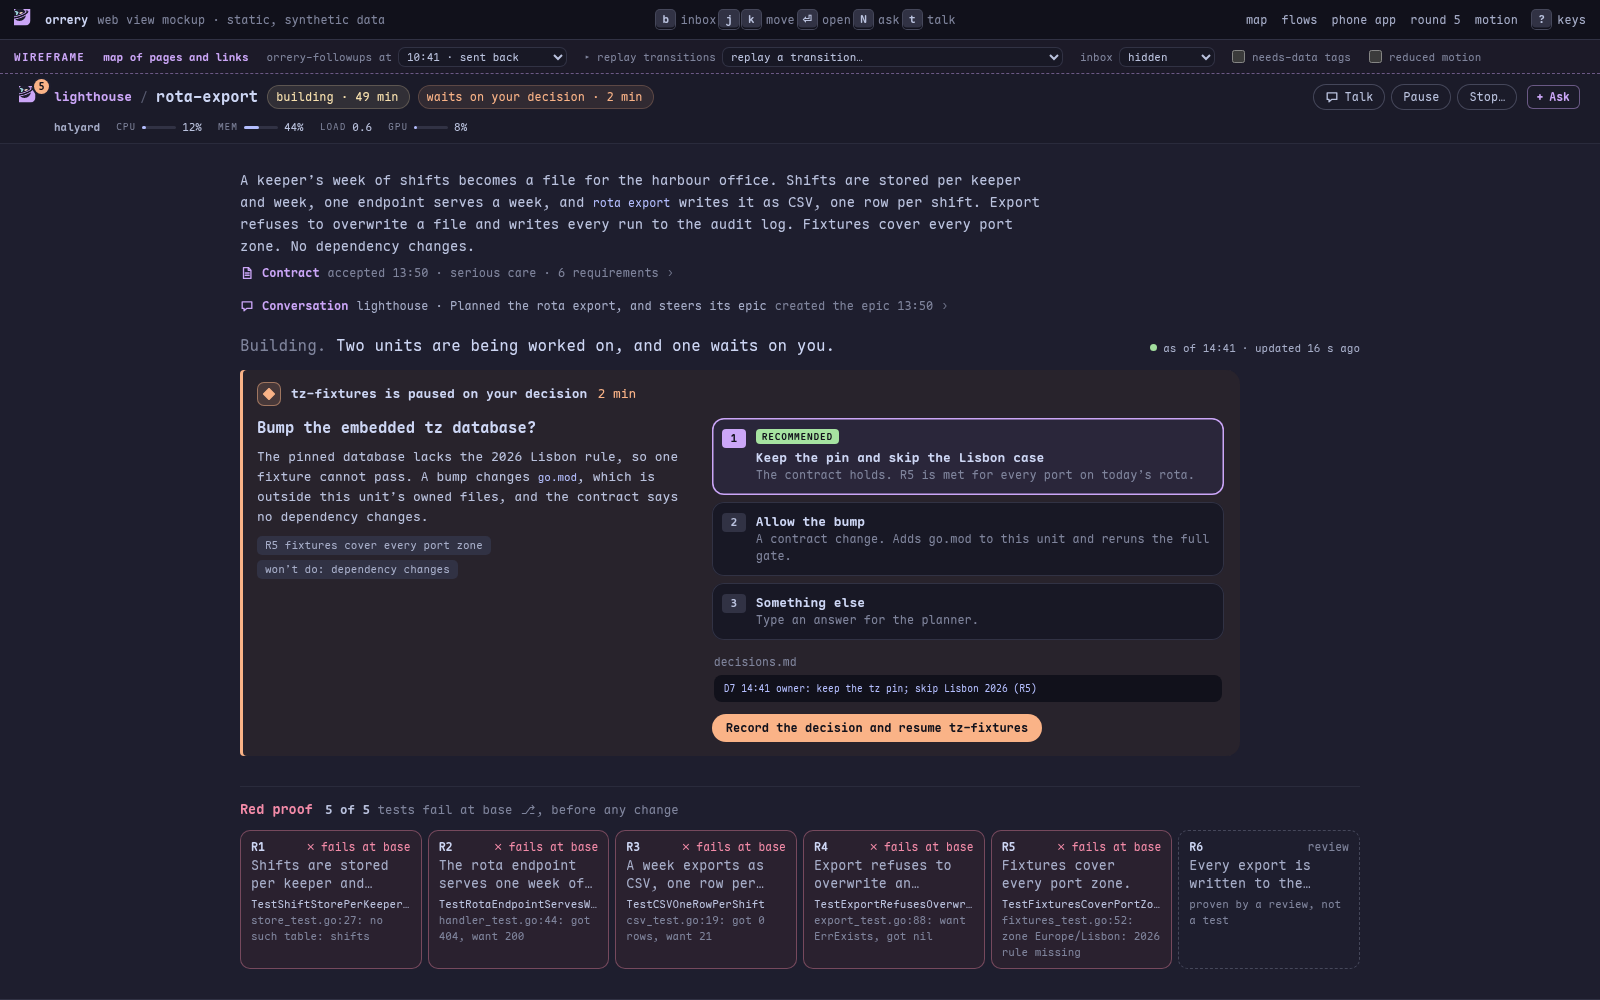 orrery web view mockup · static, synthetic data
b inbox j k move ⏎ open N ask t talk
map flows phone app round 5 motion ? keys
WIREFRAME map of pages and links orrery-followups at 10:41 · sent back ▸ replay transitions replay a transition… inbox hidden needs-data tags reduced motion
5
lighthouse / rota-export building · 49 min waits on your decision · 2 min
Talk Pause Stop… + Ask
halyard CPU 12% MEM 44% LOAD 0.6 GPU 8%
A keeper’s week of shifts becomes a file for the harbour office. Shifts are stored per keeper
and week, one endpoint serves a week, and rota export writes it as CSV, one row per shift. Export
refuses to overwrite a file and writes every run to the audit log. Fixtures cover every port
zone. No dependency changes.
Contract accepted 13:50 · serious care · 6 requirements ›
Conversation lighthouse · Planned the rota export, and steers its epic created the epic 13:50 ›
Building. Two units are being worked on, and one waits on you.
as of 14:41 · updated 16 s ago
tz-fixtures is paused on your decision 2 min
Bump the embedded tz database?
The pinned database lacks the 2026 Lisbon rule, so one
fixture cannot pass. A bump changes go.mod, which is
outside this unit’s owned files, and the contract says
no dependency changes.
R5 fixtures cover every port zone
won’t do: dependency changes
1 RECOMMENDED
Keep the pin and skip the Lisbon case
The contract holds. R5 is met for every port on today’s rota.
2 Allow the bump
A contract change. Adds go.mod to this unit and reruns the full
gate.
3 Something else
Type an answer for the planner.
decisions.md
D7 14:41 owner: keep the tz pin; skip Lisbon 2026 (R5)
Record the decision and resume tz-fixtures
Red proof 5 of 5 tests fail at base ⎇, before any change
R1 × fails at base
Shifts are stored
per keeper and…
TestShiftStorePerKeeper…
store_test.go:27: no
such table: shifts
R2 × fails at base
The rota endpoint
serves one week of…
TestRotaEndpointServesW…
handler_test.go:44: got
404, want 200
R3 × fails at base
A week exports as
CSV, one row per…
TestCSVOneRowPerShift
csv_test.go:19: got 0
rows, want 21
R4 × fails at base
Export refuses to
overwrite an…
TestExportRefusesOverwr…
export_test.go:88: want
ErrExists, got nil
R5 × fails at base
Fixtures cover
every port zone.
TestFixturesCoverPortZo…
fixtures_test.go:52:
zone Europe/Lisbon: 2026
rule missing
R6 review
Every export is
written to the…
proven by a review, not
a test